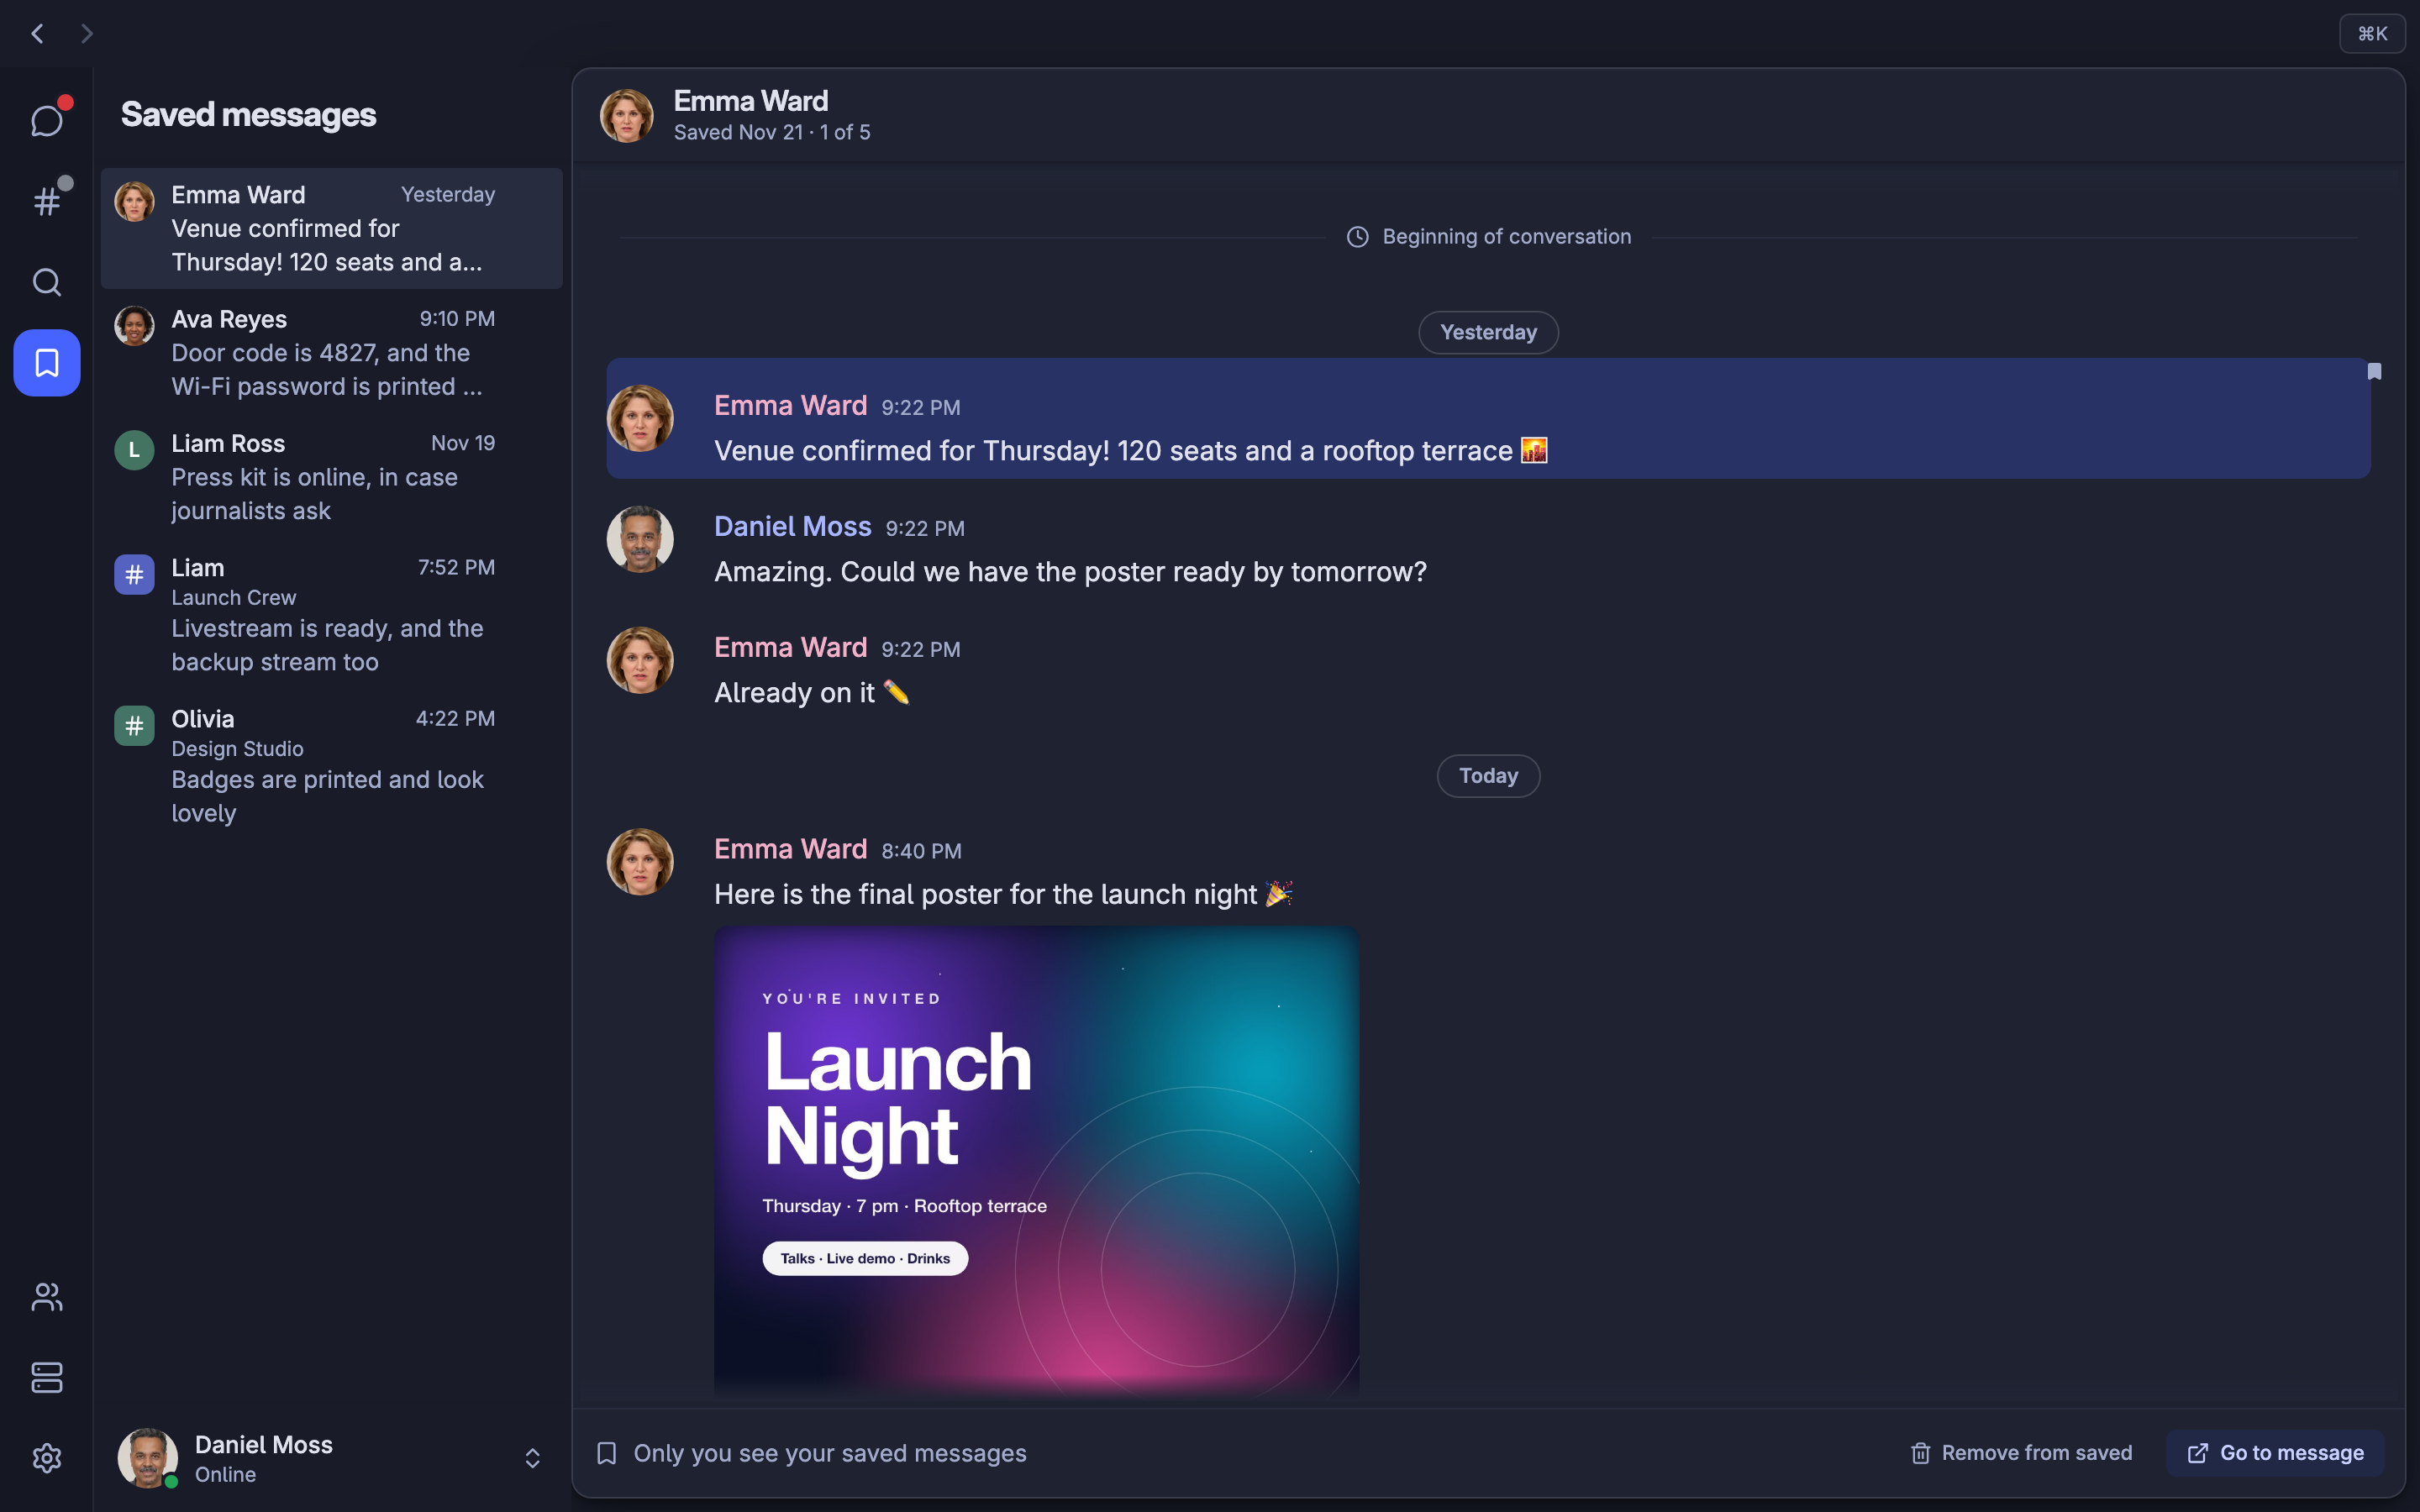 ⌘K
Saved messages
Emma Ward
Yesterday
Venue confirmed for
Thursday! 120 seats and a...
Ava Reyes
9:10 PM
Door code is 4827, and the
Wi-Fi password is printed ...
L
Liam Ross
Nov 19
Press kit is online, in case
journalists ask
#
Liam
7:52 PM
Launch Crew
Livestream is ready, and the
backup stream too
#
Olivia
4:22 PM
Design Studio
Badges are printed and look
lovely
Daniel Moss
Online
Emma Ward
Saved Nov 21 · 1 of 5
Beginning of conversation
Yesterday
Emma Ward 9:22 PM
Venue confirmed for Thursday! 120 seats and a rooftop terrace 🌇
Daniel Moss 9:22 PM
Amazing. Could we have the poster ready by tomorrow?
Emma Ward 9:22 PM
Already on it ✏️
Today
Emma Ward 8:40 PM
Here is the final poster for the launch night 🎉
YOU'RE INVITED
Launch
Night
Thursday · 7 pm · Rooftop terrace
Talks · Live demo · Drinks
Only you see your saved messages
Remove from saved
Go to message